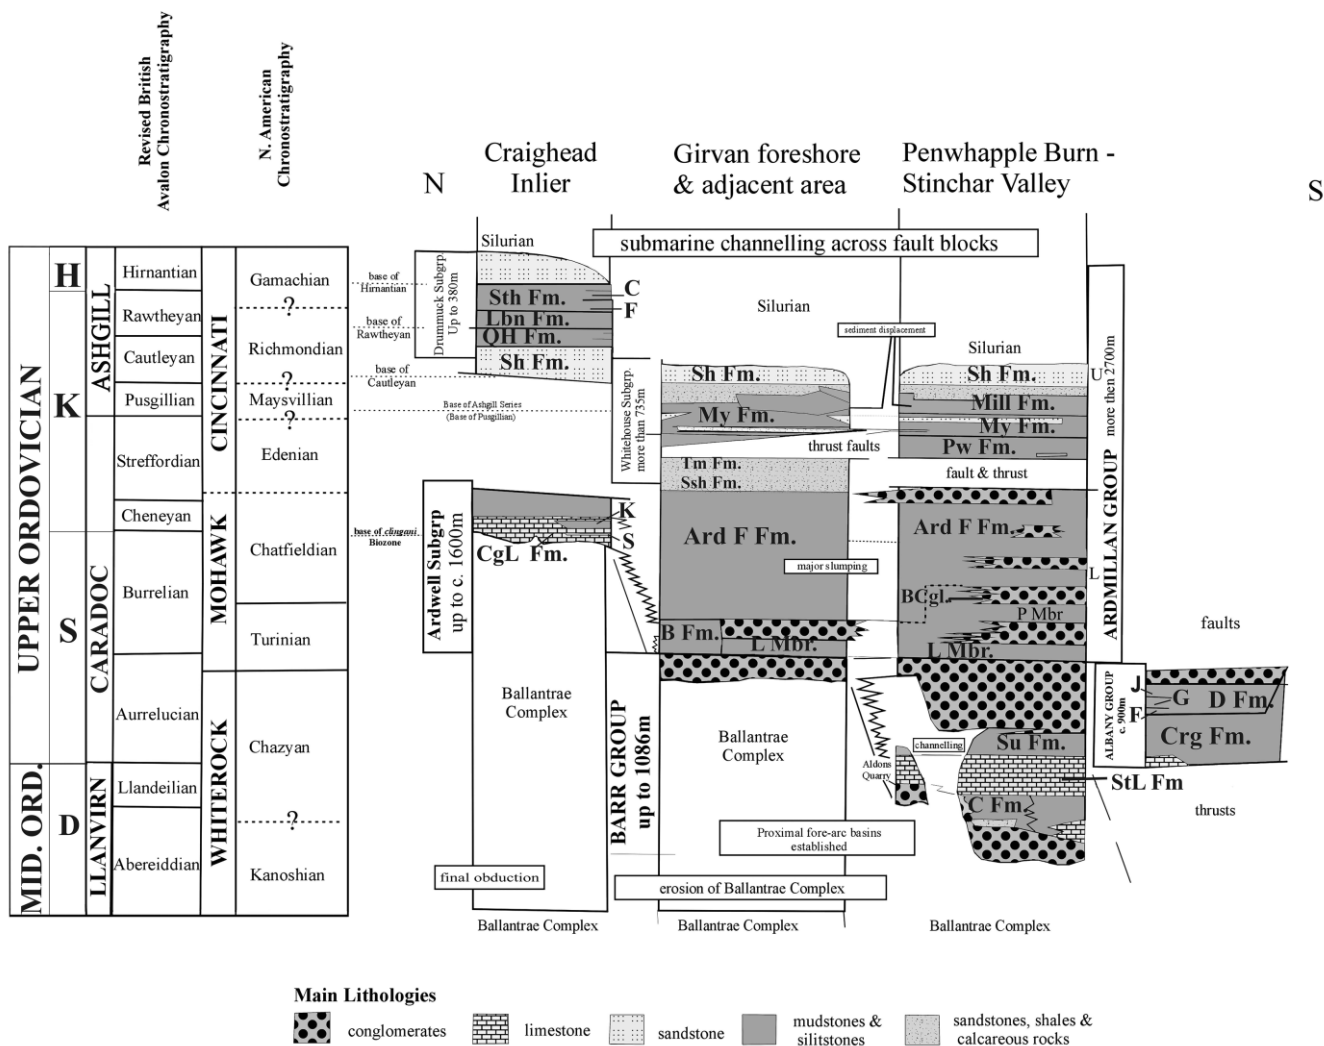 Revised British
Avalon Chronostratigraphy
N. American
Chronostratigraphy
N
Craighead
Inlier
Girvan foreshore
& adjacent area
Penwhapple Burn -
Stinchar Valley
S
UPPER ORDOVICIAN
MID. ORD.
H
K
S
D
ASHGILL
CARADOC
LLANVIRN
Hirnantian
Rawtheyan
Cautleyan
Pusgillian
Streffordian
Cheneyan
Burrelian
Aurrelucian
Llandeilian
Abereiddian
CINCINNATI
MOHAWK
WHITEROCK
Gamachian
?
Richmondian
?
Maysvillian
?
Edenian
Chatfieldian
Turinian
Chazyan
?
Kanoshian
base of
Hirnantian
base of
Rawtheyan
base of
Cautleyan
Base of Ashgill Series
(Base of Pusgillian)
base of clingani
Biozone
Drummuck Subgrp.
Up to 380m
Silurian
Sth Fm.
Lbn Fm.
QH Fm.
Sh Fm.
C
F
Ardwell Subgrp
up to c. 1600m
K
S
CgL Fm.
Ballantrae
Complex
final obduction
Ballantrae Complex
submarine channelling across fault blocks
Silurian
sediment displacement
Whitehouse Subgrp.
more than 735m
Sh Fm.
My Fm.
thrust faults
Tm Fm.
Ssh Fm.
Ard F Fm.
major slumping
B Fm.
L Mbr.
BARR GROUP
up to 1086m
Ballantrae
Complex
Proximal fore-arc basins
established
erosion of Ballantrae Complex
Ballantrae Complex
Silurian
Sh Fm.
U
Mill Fm.
My Fm.
Pw Fm.
fault & thrust
Ard F Fm.
L
BCgl.
P Mbr
L Mbr.
channelling
Aldons
Quarry
Su Fm.
StL Fm
C Fm.
Ballantrae Complex
ARDMILLAN GROUP more then 2700m
faults
ALBANY GROUP
c. 900m
J
G
D Fm.
F
Crg Fm.
thrusts
Main Lithologies
conglomerates
limestone
sandstone
mudstones &
silitstones
sandstones, shales &
calcareous rocks